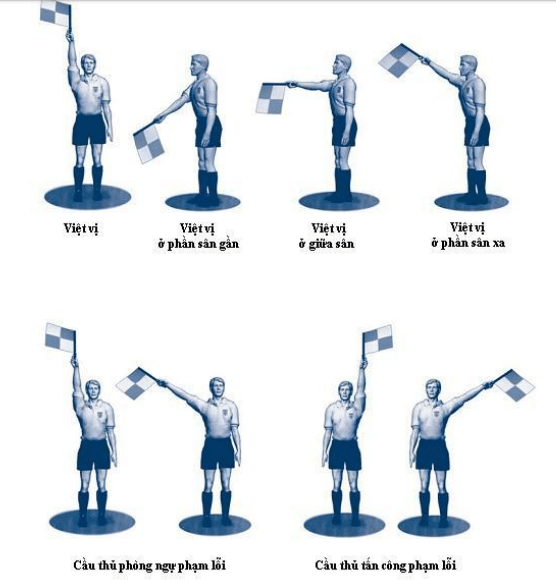 Việt vị
Việt vị
ở phần sân gần
Việt vị
ở giữa sân
Việt vị
ở phần sân xa
Cầu thủ phòng ngự phạm lỗi
Cầu thủ tấn công phạm lỗi